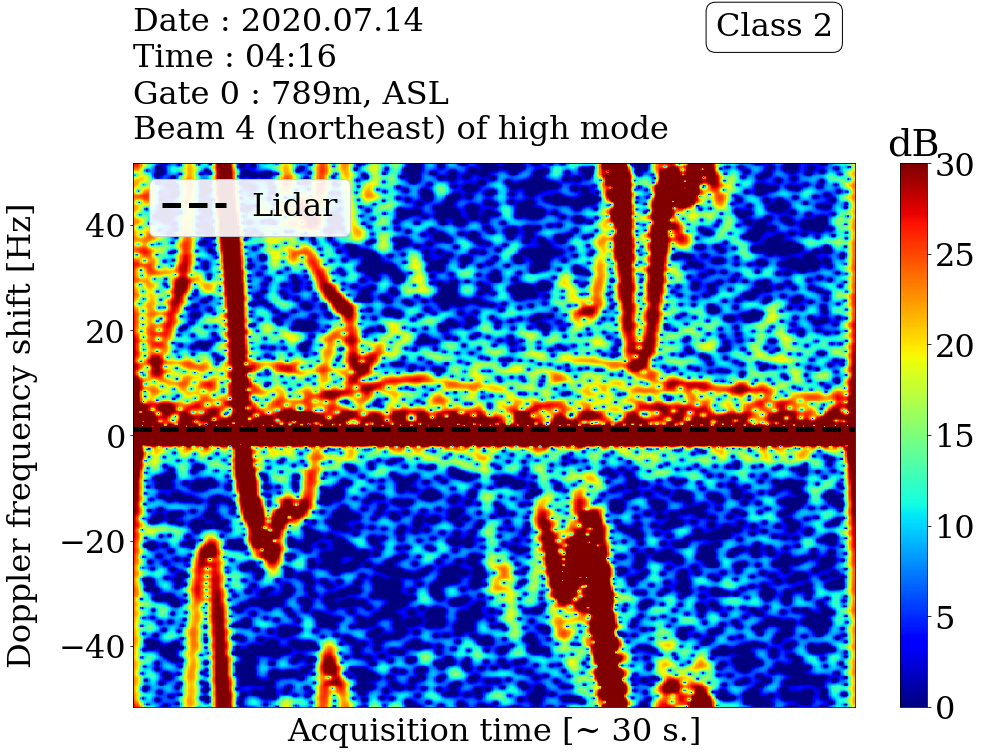 Date : 2020.07.14
Class 2
Time : 04:16
Gate 0 : 789m, ASL
Beam 4 (northeast) of high mode
dB
Lidar
Doppler frequency shift [Hz]
40
20
0
−20
−40
30
25
20
15
10
5
0
Acquisition time [~ 30 s.]